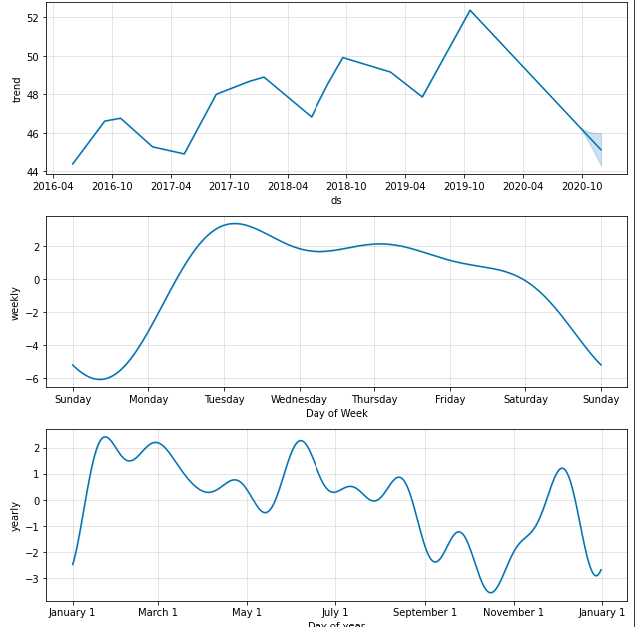 52
50
48
46
44
trend
2016-04 2016-10 2017-04 2017-10 2018-04 2018-10 2019-04 2019-10 2020-04 2020-10
ds
2
0
−2
−4
−6
weekly
Sunday Monday Tuesday Wednesday Thursday Friday Saturday Sunday
Day of Week
2
1
0
−1
−2
−3
yearly
January 1 March 1 May 1 July 1 September 1 November 1 January 1
Day of year